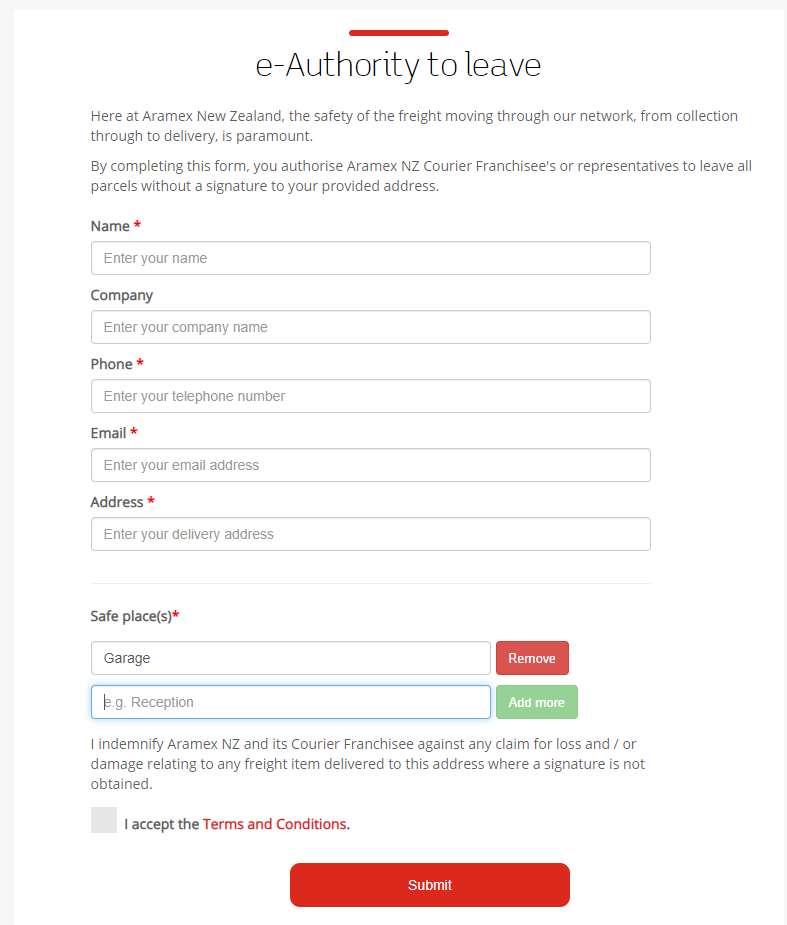 e-Authority to leave
Here at Aramex New Zealand, the safety of the freight moving through our network, from collection
through to delivery, is paramount.
By completing this form, you authorise Aramex NZ Courier Franchisee's or representatives to leave all
parcels without a signature to your provided address.
Name *
Enter your name
Company
Enter your company name
Phone *
Enter your telephone number
Email *
Enter your email address
Address *
Enter your delivery address
Safe place(s)*
Garage Remove
e.g. Reception Add more
I indemnify Aramex NZ and its Courier Franchisee against any claim for loss and / or
damage relating to any freight item delivered to this address where a signature is not
obtained.
I accept the Terms and Conditions.
Submit